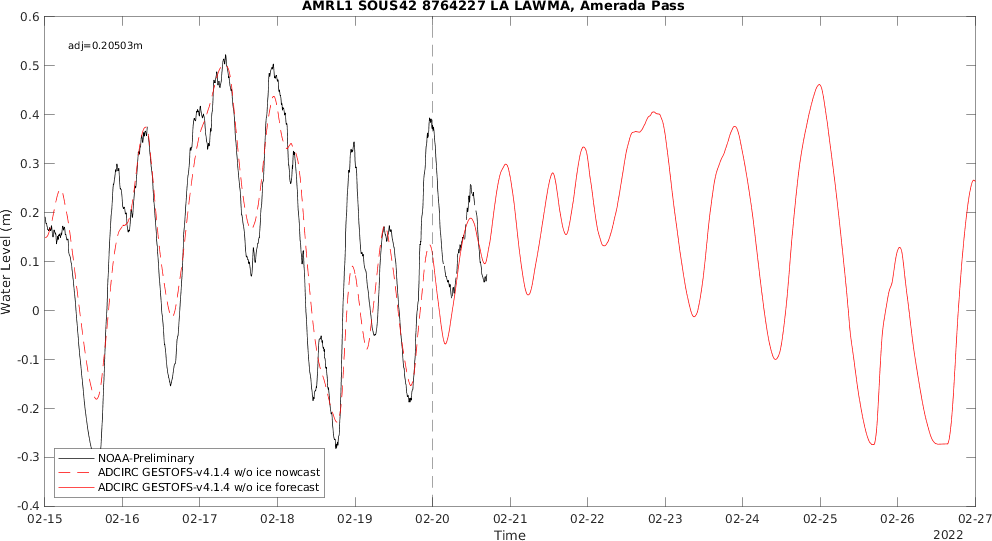 AMRL1 SOUS42 8764227 LA LAWMA, Amerada Pass
adj=0.20503m
0.6
0.5
0.4
0.3
0.2
0.1
0
-0.1
-0.2
-0.3
-0.4
Water Level (m)
NOAA-Preliminary
ADCIRC GESTOFS-v4.1.4 w/o ice nowcast
ADCIRC GESTOFS-v4.1.4 w/o ice forecast
02-15 02-16 02-17 02-18 02-19 02-20 02-21 02-22 02-23 02-24 02-25 02-26 02-27
Time
2022